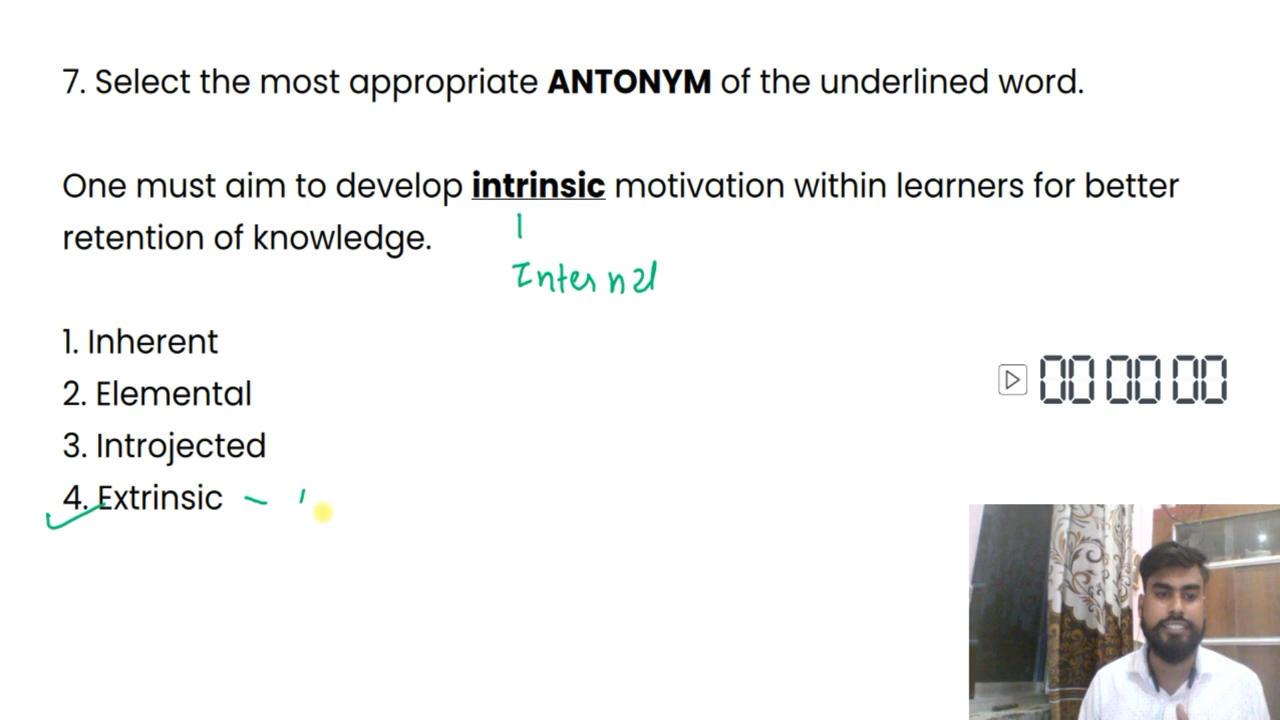 7. Select the most appropriate ANTONYM of the underlined word.
One must aim to develop intrinsic motivation within learners for better
retention of knowledge.
Internal
1. Inherent
2. Elemental
3. Introjected
4. Extrinsic
00 00 00